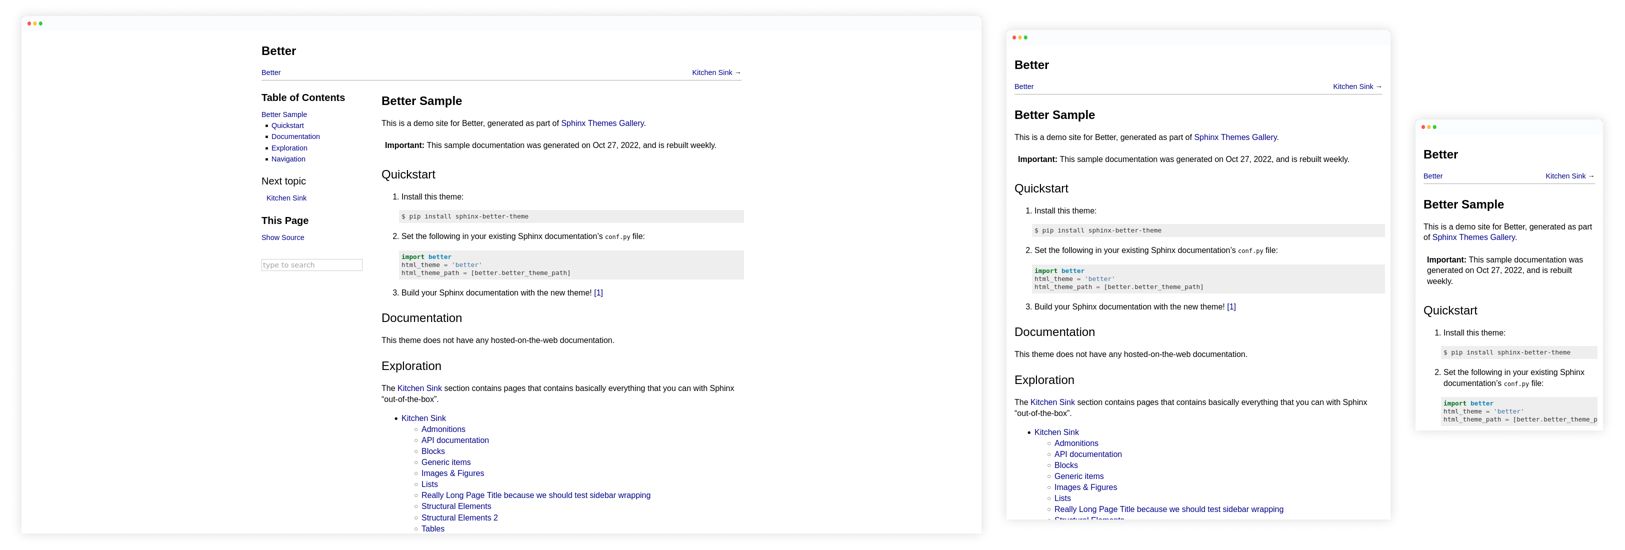 Better
Better
Kitchen Sink →
Table of Contents
Better Sample
Quickstart
Documentation
Exploration
Navigation
Next topic
Kitchen Sink
This Page
Show Source
type to search
Better Sample
This is a demo site for Better, generated as part of Sphinx Themes Gallery.
Important: This sample documentation was generated on Oct 27, 2022, and is rebuilt weekly.
Quickstart
1. Install this theme:
$ pip install sphinx-better-theme
2. Set the following in your existing Sphinx documentation’s conf.py file:
import better
html_theme = 'better'
html_theme_path = [better.better_theme_path]
3. Build your Sphinx documentation with the new theme! [1]
Documentation
This theme does not have any hosted-on-the-web documentation.
Exploration
The Kitchen Sink section contains pages that contains basically everything that you can with Sphinx
“out-of-the-box”.
Kitchen Sink
Admonitions
API documentation
Blocks
Generic items
Images & Figures
Lists
Really Long Page Title because we should test sidebar wrapping
Structural Elements
Structural Elements 2
Tables
Better
Better
Kitchen Sink →
Better Sample
This is a demo site for Better, generated as part of Sphinx Themes Gallery.
Important: This sample documentation was generated on Oct 27, 2022, and is rebuilt weekly.
Quickstart
1. Install this theme:
$ pip install sphinx-better-theme
2. Set the following in your existing Sphinx documentation’s conf.py file:
import better
html_theme = 'better'
html_theme_path = [better.better_theme_path]
3. Build your Sphinx documentation with the new theme! [1]
Documentation
This theme does not have any hosted-on-the-web documentation.
Exploration
The Kitchen Sink section contains pages that contains basically everything that you can with Sphinx
“out-of-the-box”.
Kitchen Sink
Admonitions
API documentation
Blocks
Generic items
Images & Figures
Lists
Really Long Page Title because we should test sidebar wrapping
Structural Elements
Better
Better
Kitchen Sink →
Better Sample
This is a demo site for Better, generated as part
of Sphinx Themes Gallery.
Important: This sample documentation was
generated on Oct 27, 2022, and is rebuilt
weekly.
Quickstart
1. Install this theme:
$ pip install sphinx-better-theme
2. Set the following in your existing Sphinx
documentation’s conf.py file:
import better
html_theme = 'better'
html_theme_path = [better.better_theme_p